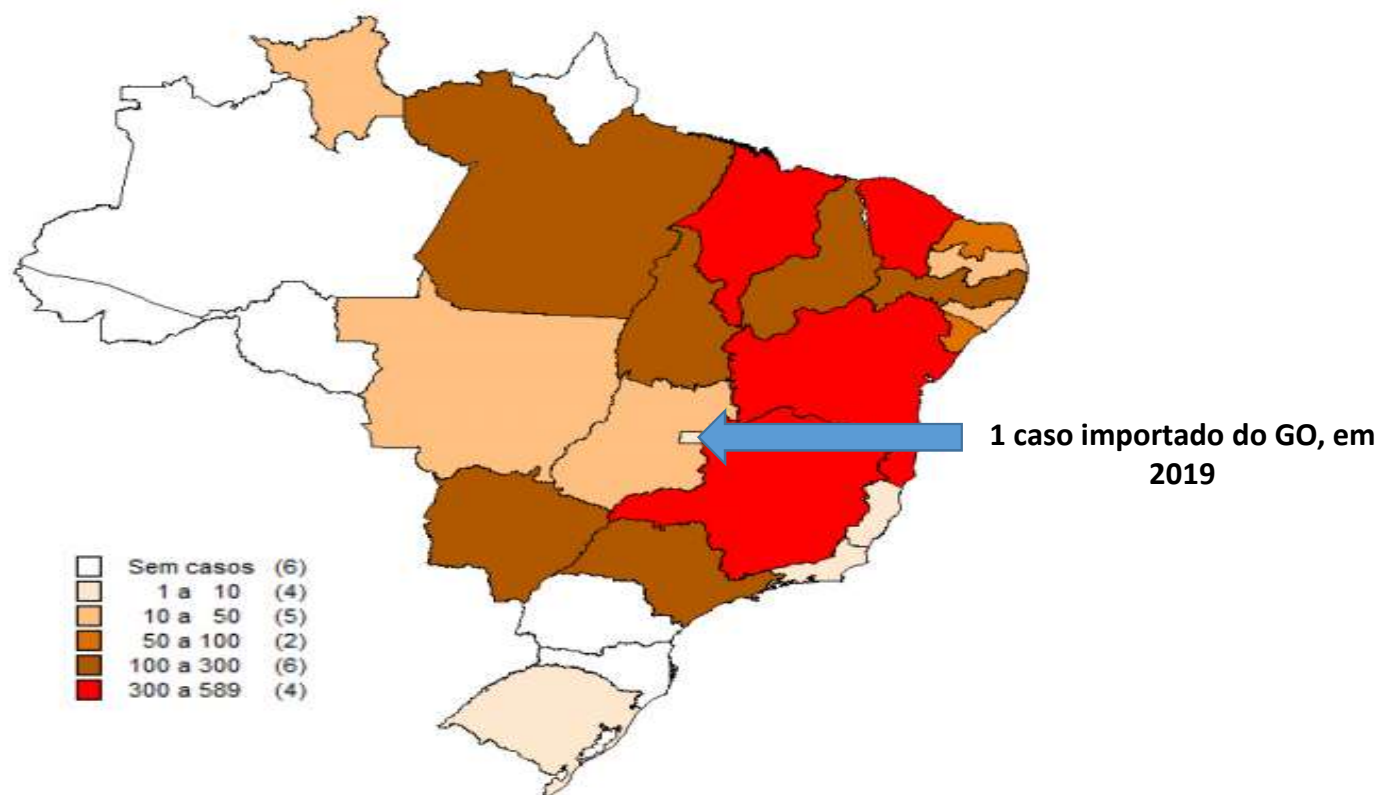 1 caso importado do GO, em
2019
Sem casos (6)
1 a 10 (4)
10 a 50 (5)
50 a 100 (2)
100 a 300 (6)
300 a 589 (4)